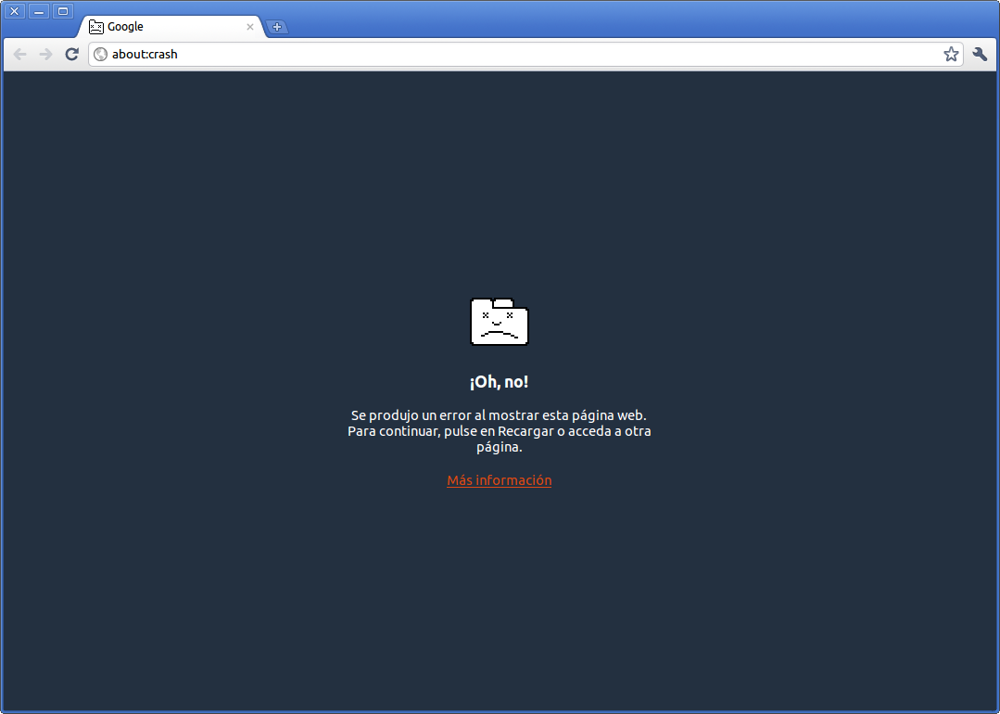 Google
about:crash
¡Oh, no!
Se produjo un error al mostrar esta página web.
Para continuar, pulse en Recargar o acceda a otra
página.
Más información